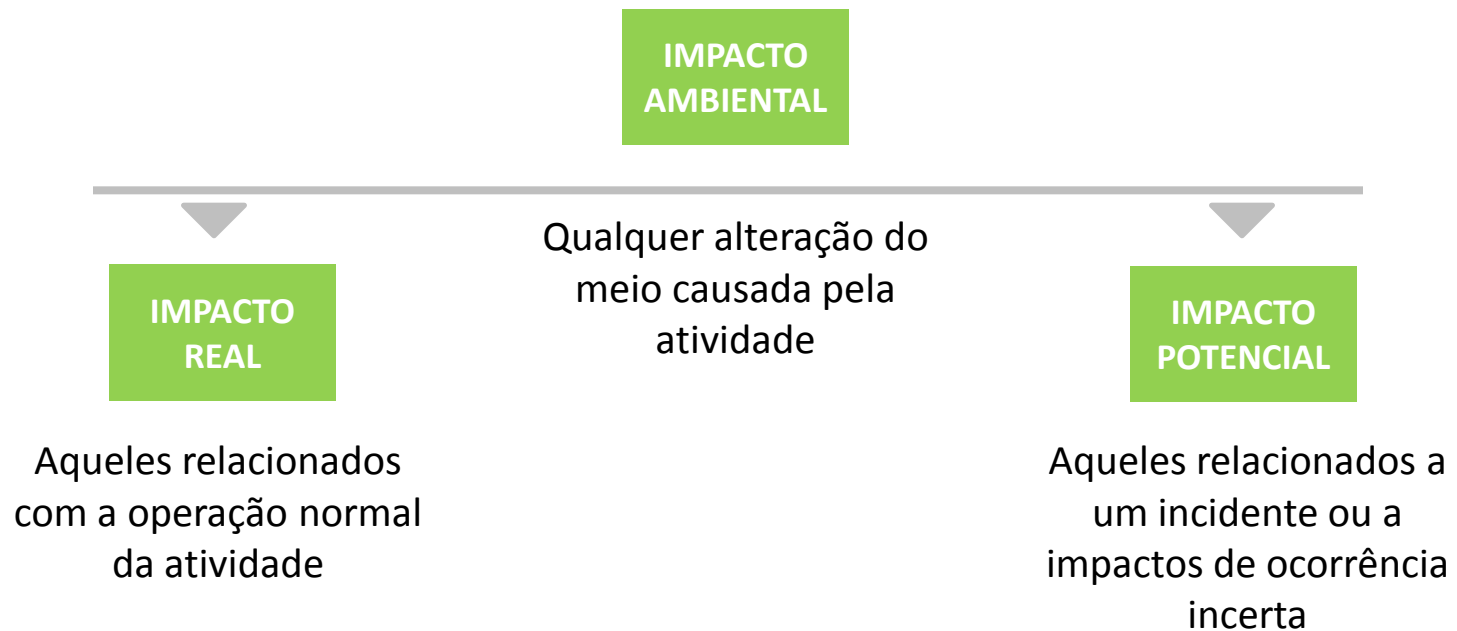 IMPACTO
AMBIENTAL
Qualquer alteração do
meio causada pela
atividade
IMPACTO
REAL
Aqueles relacionados
com a operação normal
da atividade
IMPACTO
POTENCIAL
Aqueles relacionados a
um incidente ou a
impactos de ocorrência
incerta